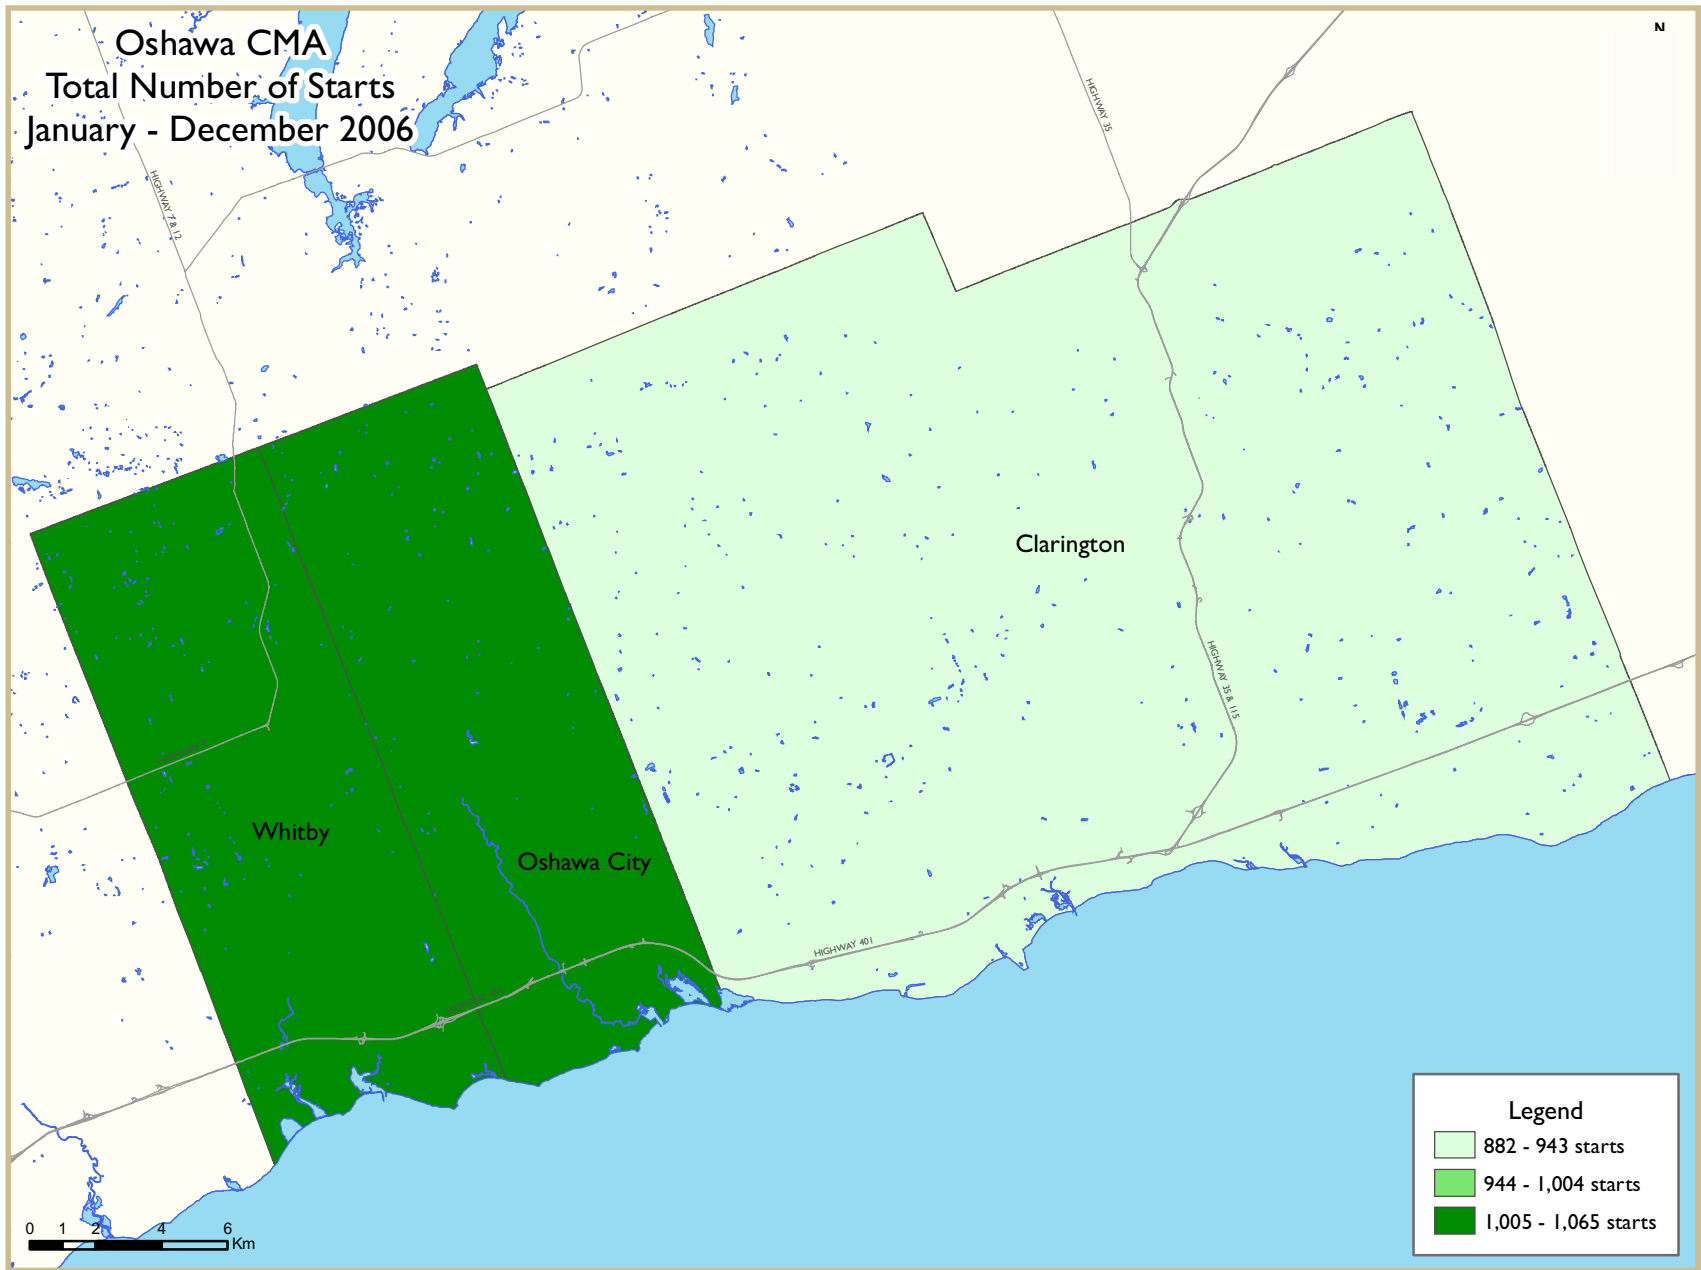 Oshawa CMA
Total Number of Starts
January - December 2006
N
HIGHWAY 35
HIGHWAY 7 & 12
Clarington
HIGHWAY 35 & 115
Whitby
Oshawa City
HIGHWAY 401
Legend
882 - 943 starts
944 - 1,004 starts
1,005 - 1,065 starts
0 1 2 4 6
Km